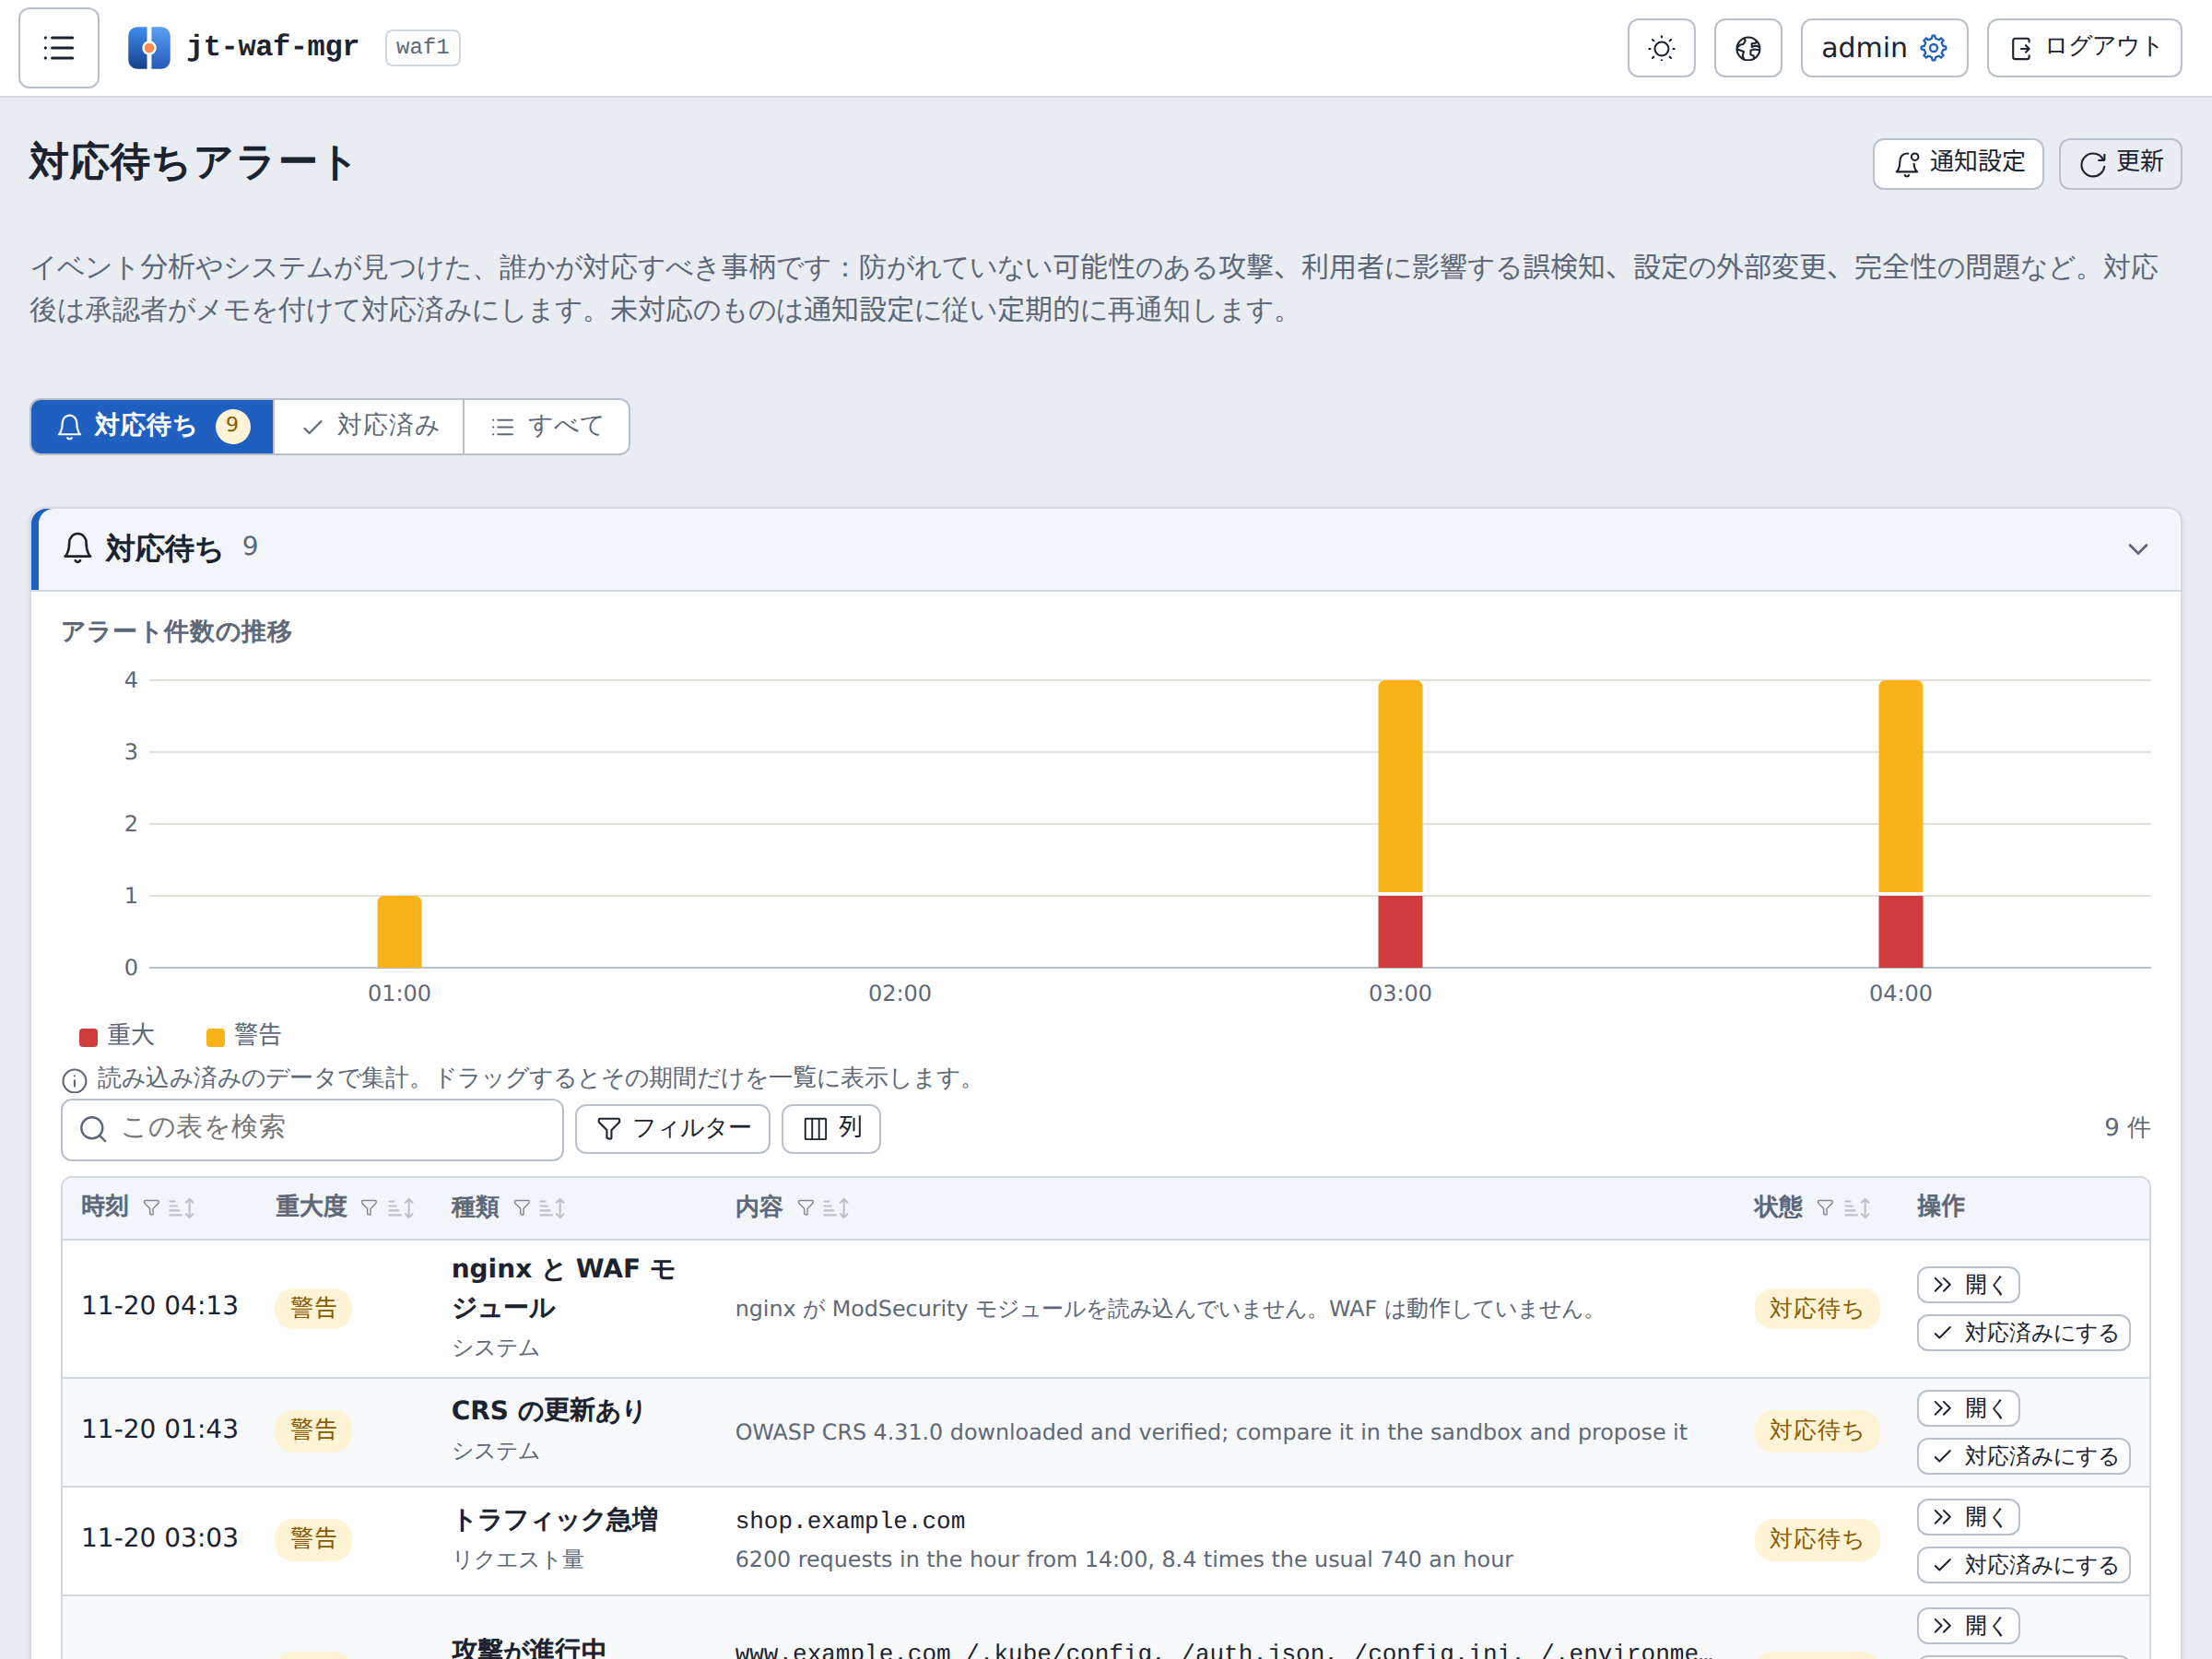 jt-waf-mgr waf1 admin ログアウト
対応待ちアラート 通知設定 更新
イベント分析やシステムが見つけた、誰かが対応すべき事柄です：防がれていない可能性のある攻撃、利用者に影響する誤検知、設定の外部変更、完全性の問題など。対応
後は承認者がメモを付けて対応済みにします。未対応のものは通知設定に従い定期的に再通知します。
対応待ち 9 対応済み すべて
対応待ち 9
アラート件数の推移
4
3
2
1
0
01:00 02:00 03:00 04:00
重大 警告
読み込み済みのデータで集計。ドラッグするとその期間だけを一覧に表示します。
この表を検索 フィルター 列 9 件
時刻 重大度 種類 内容 状態 操作
11-20 04:13 警告 nginx と WAF モ
ジュール
システム
nginx が ModSecurity モジュールを読み込んでいません。WAF は動作していません。 対応待ち 開く
対応済みにする
11-20 01:43 警告 CRS の更新あり
システム
OWASP CRS 4.31.0 downloaded and verified; compare it in the sandbox and propose it 対応待ち 開く
対応済みにする
11-20 03:03 警告 トラフィック急増
リクエスト量
shop.example.com
6200 requests in the hour from 14:00, 8.4 times the usual 740 an hour 対応待ち 開く
対応済みにする
攻撃が進行中 www.example.com /.kube/config, /auth.json, /config.ini, /.environme… 開く